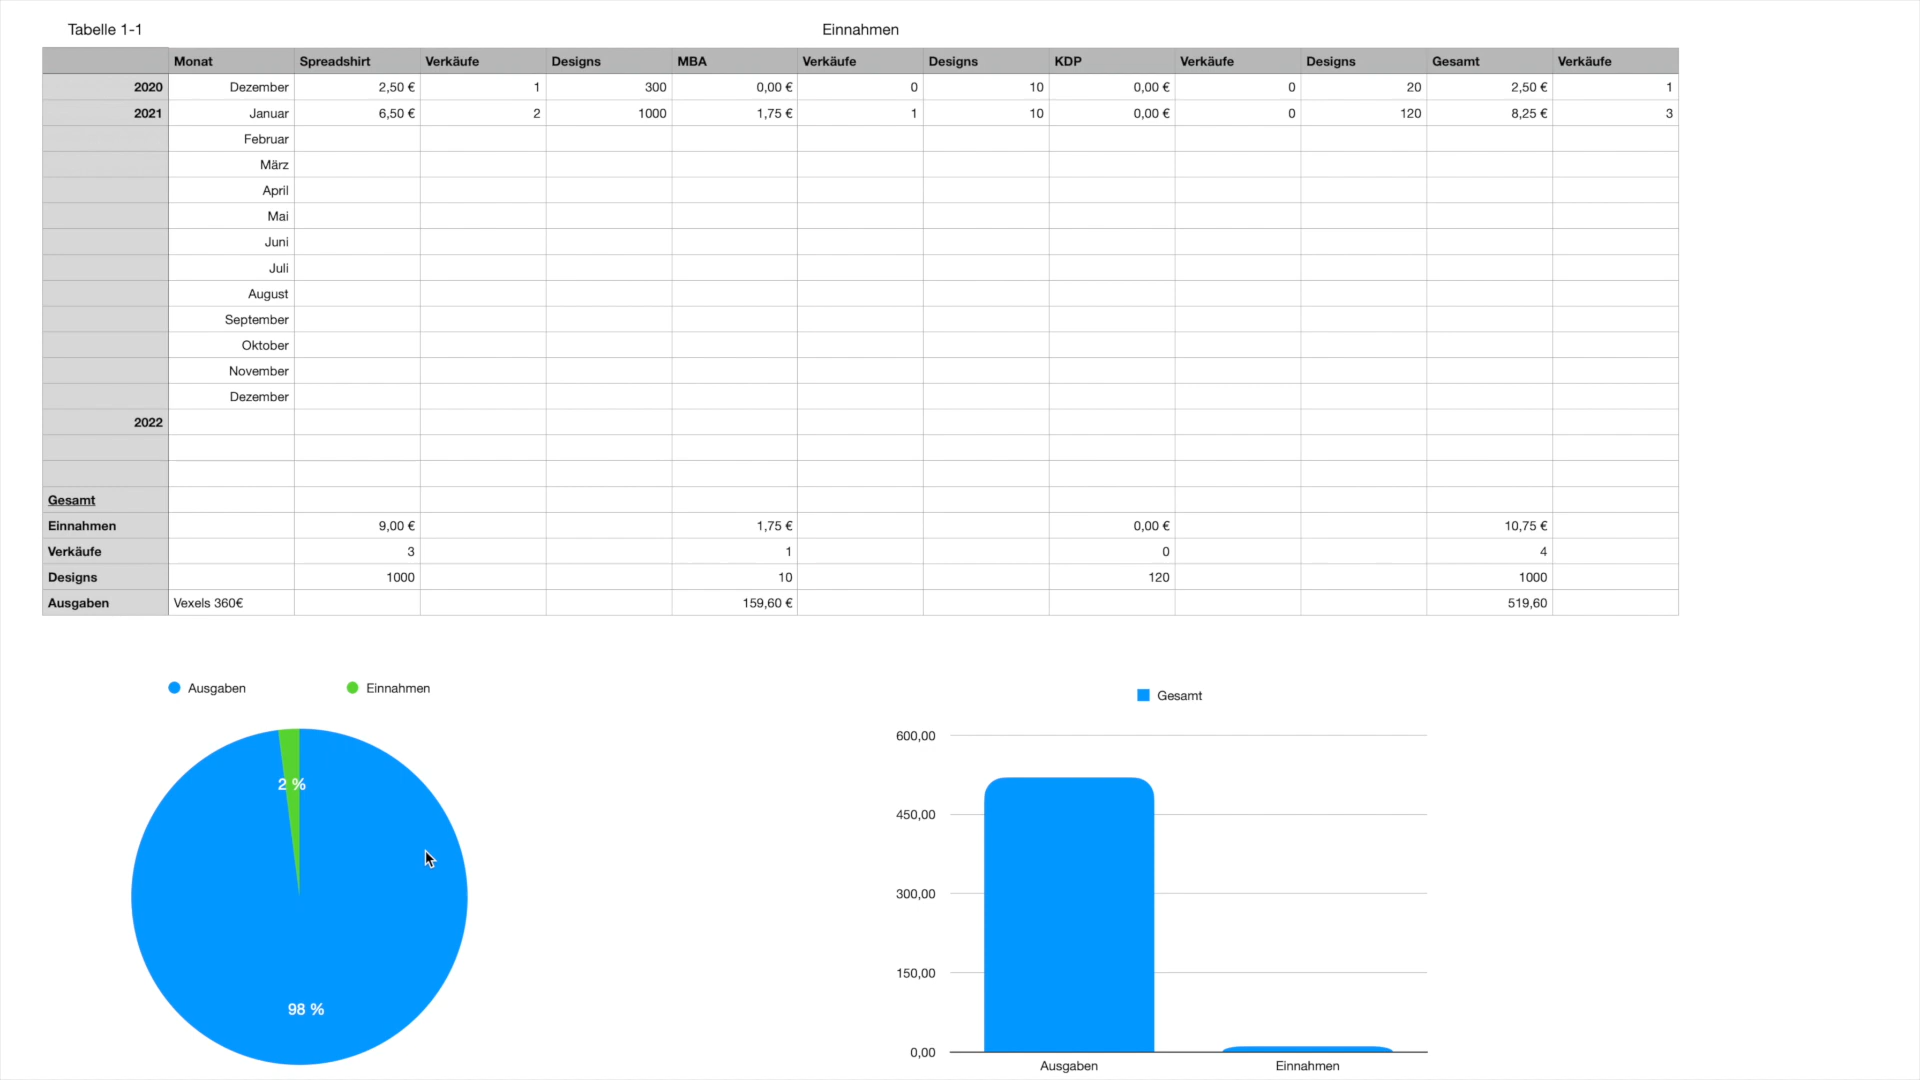 Tabelle 1-1 Einnahmen
Monat Spreadshirt Verkäufe Designs MBA Verkäufe Designs KDP Verkäufe Designs Gesamt Verkäufe
2020 Dezember 2,50 € 1 300 0,00 € 0 10 0,00 € 0 20 2,50 € 1
2021 Januar 6,50 € 2 1000 1,75 € 1 10 0,00 € 0 120 8,25 € 3
Februar
März
April
Mai
Juni
Juli
August
September
Oktober
November
Dezember
2022
Gesamt
Einnahmen 9,00 € 1,75 € 0,00 € 10,75 €
Verkäufe 3 1 0 4
Designs 1000 10 120 1000
Ausgaben Vexels 360€ 159,60 € 519,60
Ausgaben Einnahmen
2 %
98 %
Gesamt
600,00
450,00
300,00
150,00
0,00
Ausgaben Einnahmen